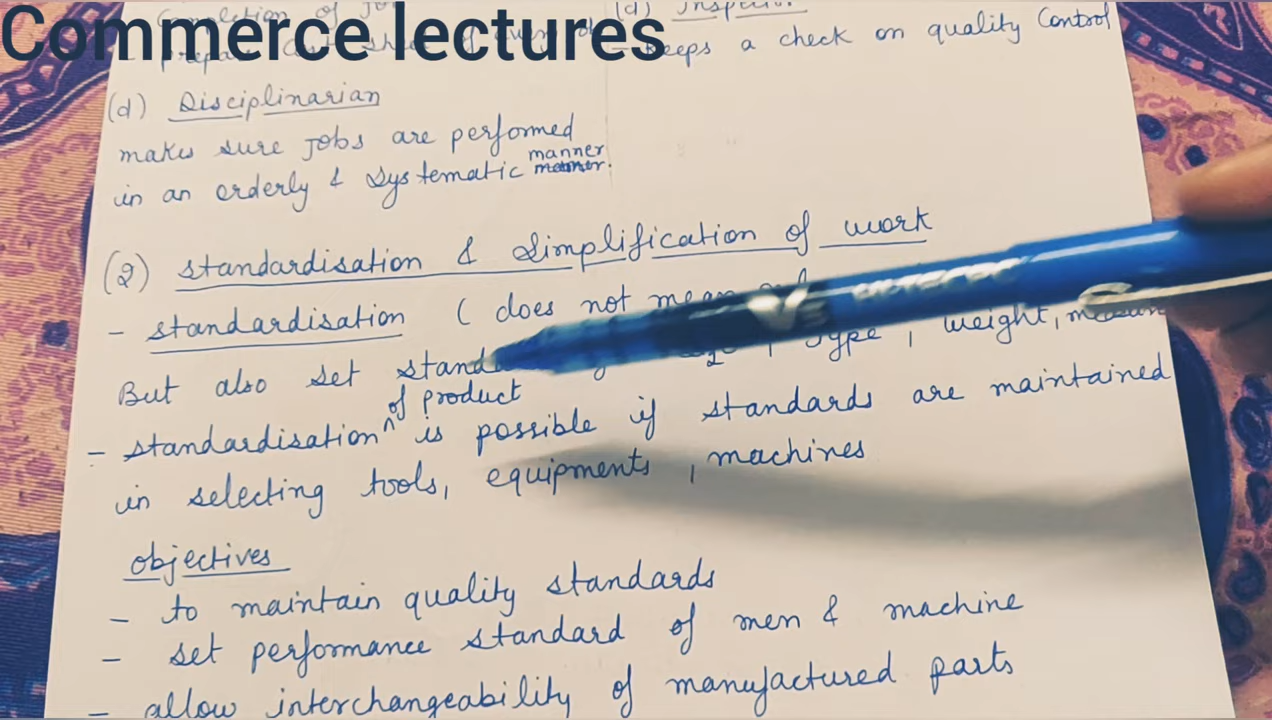 Commerce lectures
(d) Inspector
keeps a check on quality Control
(d) Disciplinarian
makes sure jobs are performed
in an orderly & systematic manner
(2) standardisation & Simplification of work
- standardisation ( does not mean
But also set type, weight,
of product
- standardisation ^ is possible if standards are maintained
in selecting tools, equipments, machines
objectives
- to maintain quality standards
- set performance standard of men & machine
- allow interchangeability of manufactured parts